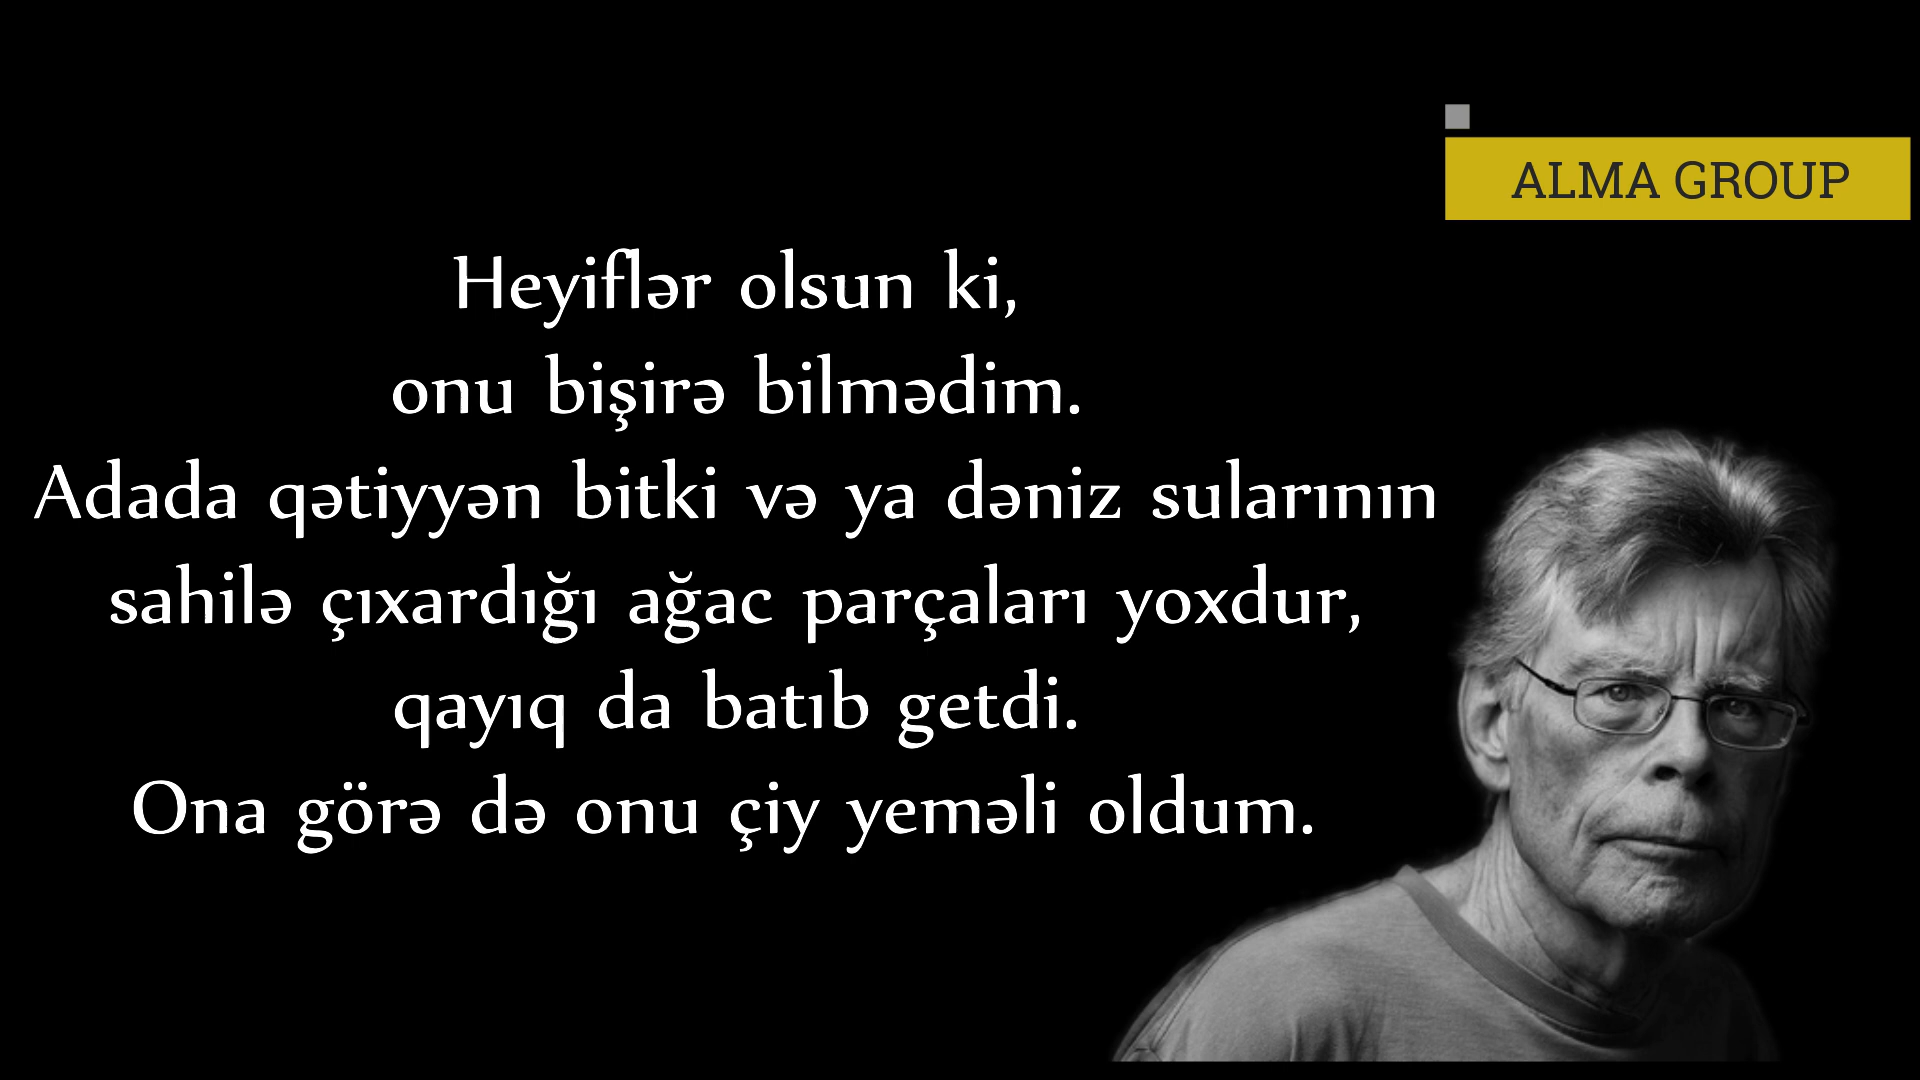 ALMA GROUP
Heyiflər olsun ki,
onu bişirə bilmədim.
Adada qətiyyən bitki və ya dəniz sularının
sahilə çıxardığı ağac parçaları yoxdur,
qayıq da batıb getdi.
Ona görə də onu çiy yeməli oldum.